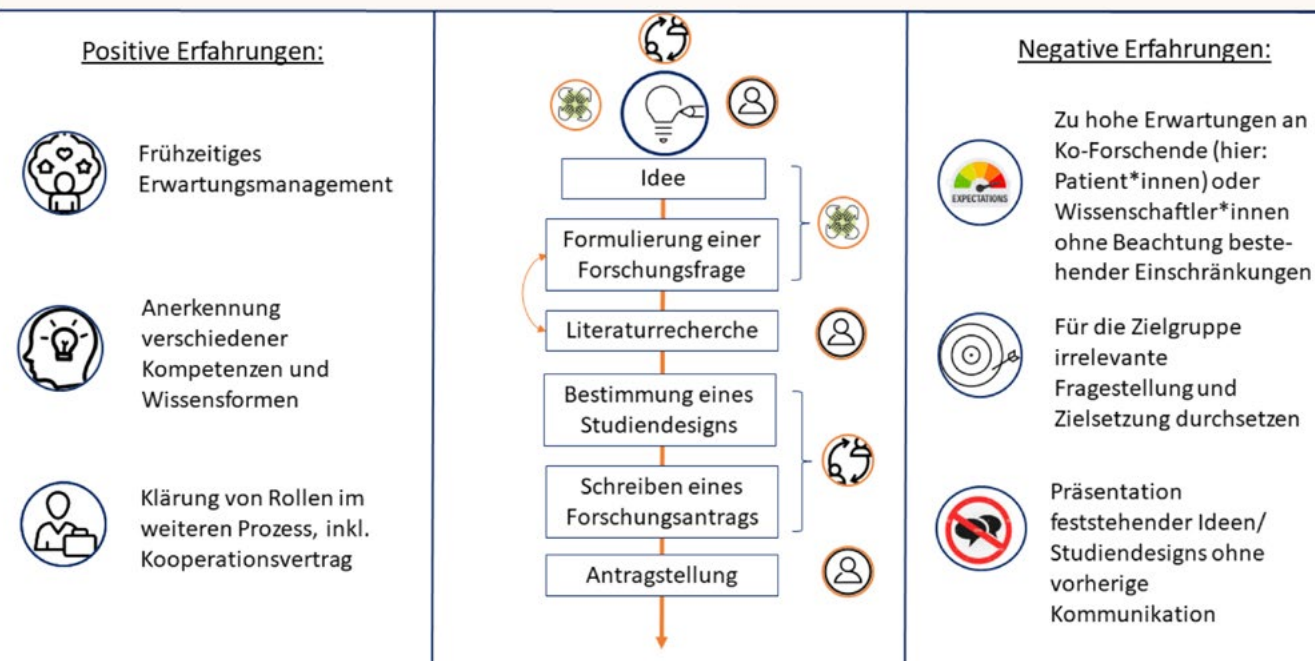 Positive Erfahrungen:
Frühzeitiges
Erwartungsmanagement
Anerkennung
verschiedener
Kompetenzen und
Wissensformen
Klärung von Rollen im
weiteren Prozess, inkl.
Kooperationsvertrag
Idee
Formulierung einer
Forschungsfrage
Literaturrecherche
Bestimmung eines
Studiendesigns
Schreiben eines
Forschungsantrags
Antragstellung
Negative Erfahrungen:
EXPECTATIONS
Zu hohe Erwartungen an
Ko-Forschende (hier:
Patient*innen) oder
Wissenschaftler*innen
ohne Beachtung beste-
hender Einschränkungen
Für die Zielgruppe
irrelevante
Fragestellung und
Zielsetzung durchsetzen
Präsentation
feststehender Ideen/
Studiendesigns ohne
vorherige
Kommunikation